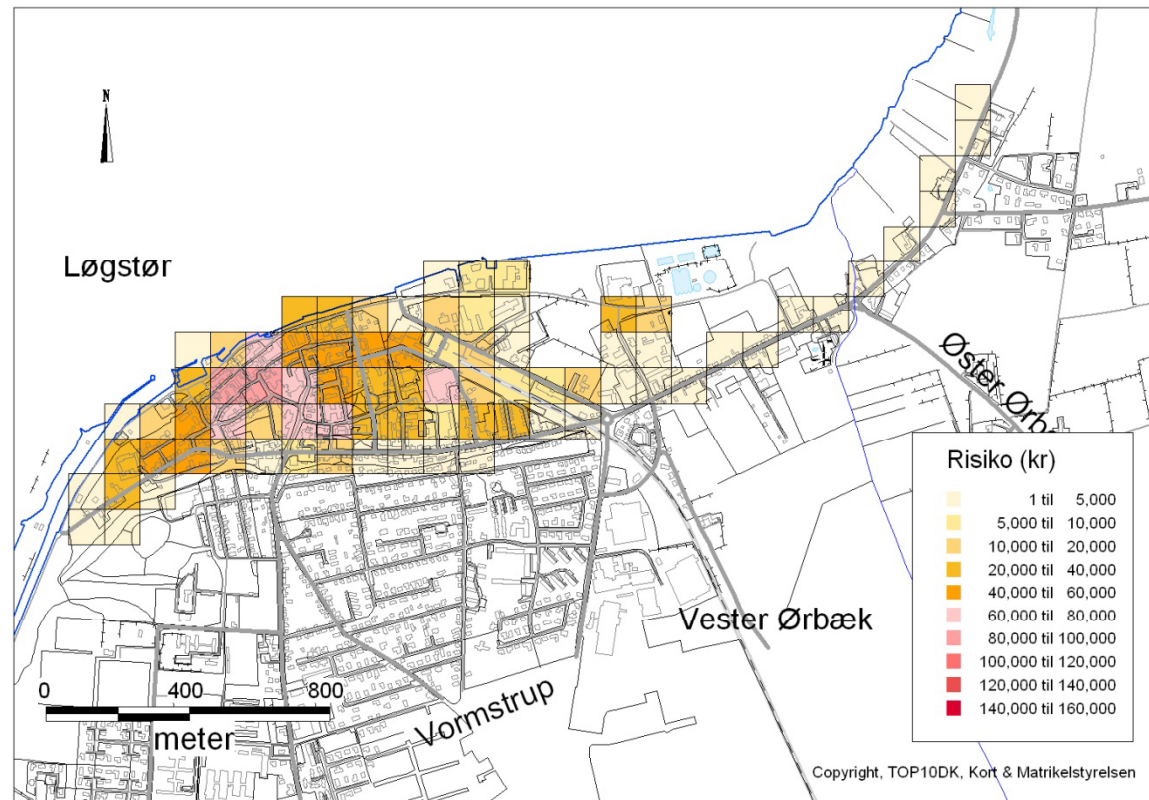 N
Løgstør
Øster Ørb
Risiko (kr)
1 til 5,000
5,000 til 10,000
10,000 til 20,000
20,000 til 40,000
40,000 til 60,000
60,000 til 80,000
80,000 til 100,000
100,000 til 120,000
120,000 til 140,000
140,000 til 160,000
Vester Ørbæk
0 400 800
meter
Vormstrup
Copyright, TOP10DK, Kort & Matrikelstyrelsen